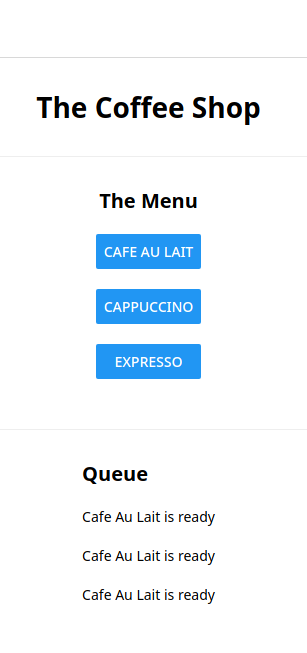 The Coffee Shop
The Menu
CAFE AU LAIT
CAPPUCCINO
EXPRESSO
Queue
Cafe Au Lait is ready
Cafe Au Lait is ready
Cafe Au Lait is ready